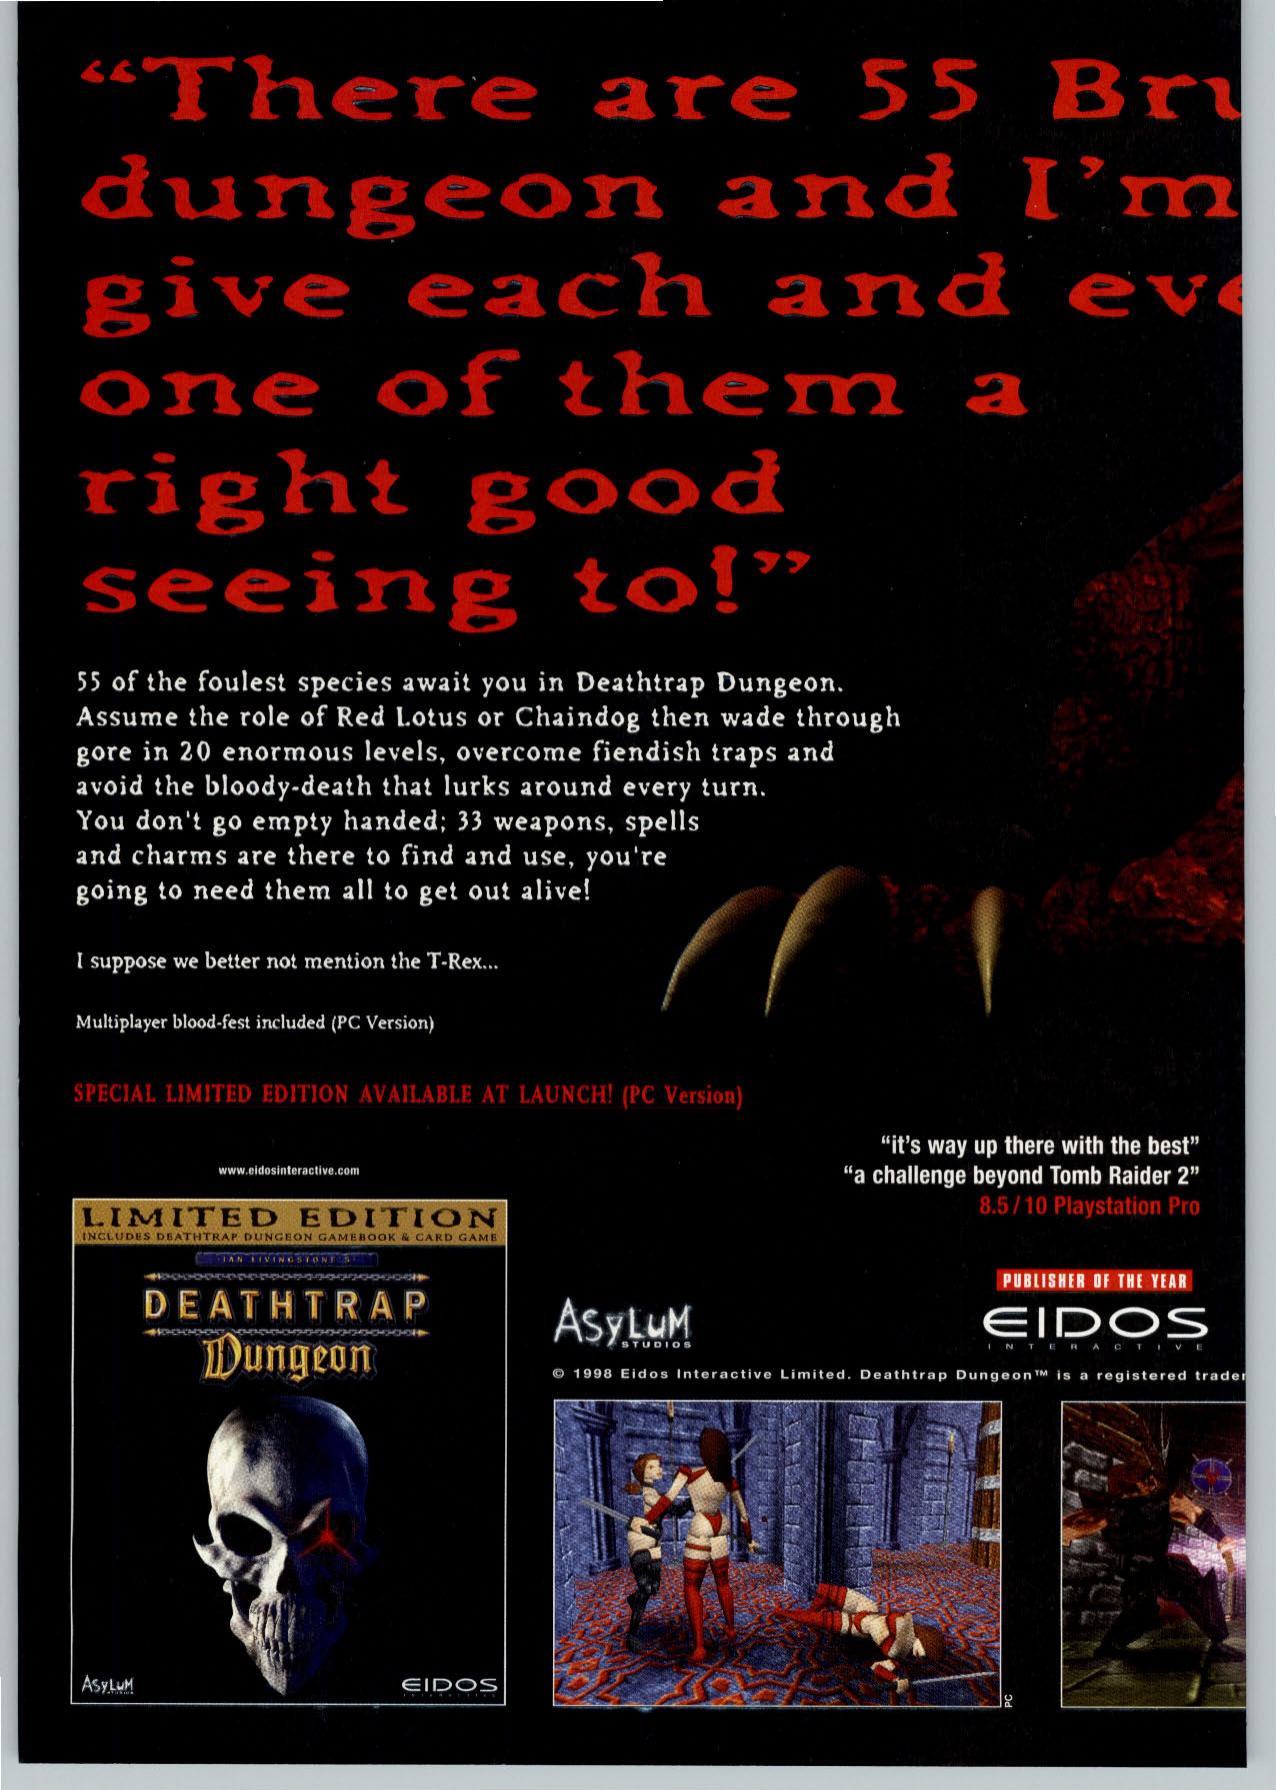 “There are 55 Bru
dungeon and I’m
give each and eve
one of them a
right good
seeing to!”
55 of the foulest species await you in Deathtrap Dungeon.
Assume the role of Red Lotus or Chaindog then wade through
gore in 20 enormous levels, overcome fiendish traps and
avoid the bloody-death that lurks around every turn.
You don't go empty handed; 33 weapons, spells
and charms are there to find and use, you're
going to need them all to get out alive!
I suppose we better not mention the T-Rex...
Multiplayer blood-fest included (PC Version)
SPECIAL LIMITED EDITION AVAILABLE AT LAUNCH! (PC Version)
“it’s way up there with the best”
“a challenge beyond Tomb Raider 2”
8.5/10 Playstation Pro
www.eidosinteractive.com
LIMITED EDITION
INCLUDES DEATHTRAP DUNGEON GAMEBOOK & CARD GAME
IAN LIVINGSTONE'S
DEATHTRAP
Dungeon
ASYLUM
EIDOS
INTERACTIVE
ASYLUM
STUDIOS
PUBLISHER OF THE YEAR
EIDOS
INTERACTIVE
© 1998 Eidos Interactive Limited. Deathtrap Dungeon™ is a registered trader
PC